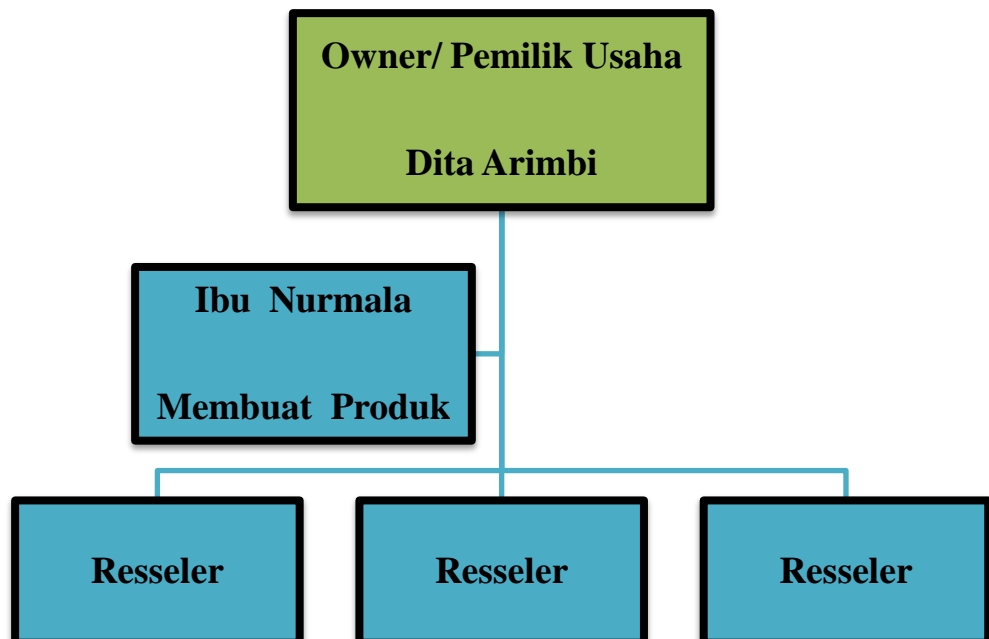 Owner/ Pemilik Usaha
Dita Arimbi
Ibu Nurmala
Membuat Produk
Resseler
Resseler
Resseler